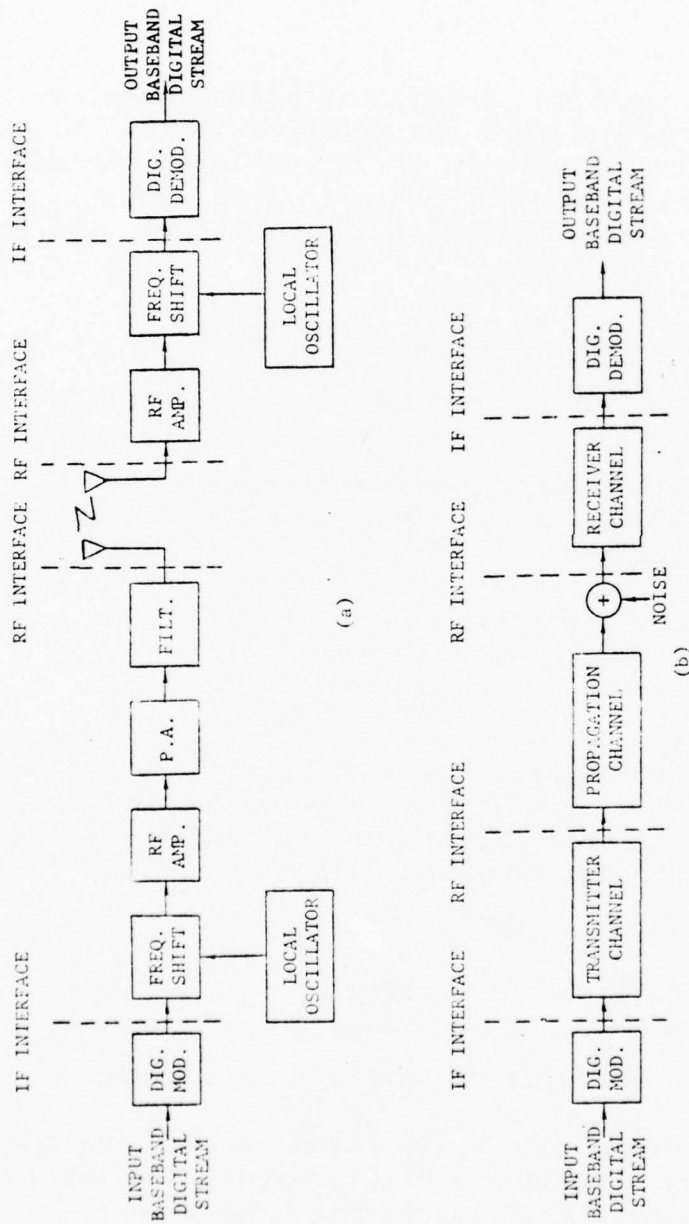 IF INTERFACE
RF INTERFACE
RF INTERFACE
IF INTERFACE
INPUT
BASEBAND
DIGITAL
STREAM
DIG.
MOD.
FREQ.
SHIFT
RF
AMP.
P.A.
FILT.
RF
AMP.
FREQ.
SHIFT
DIG.
DEMOD.
OUTPUT
BASEBAND
DIGITAL
STREAM
LOCAL
OSCILLATOR
LOCAL
OSCILLATOR
(a)
IF INTERFACE
RF INTERFACE
RF INTERFACE
IF INTERFACE
INPUT
BASEBAND
DIGITAL
STREAM
DIG.
MOD.
TRANSMITTER
CHANNEL
PROPAGATION
CHANNEL
+
NOISE
RECEIVER
CHANNEL
DIG.
DEMOD.
OUTPUT
BASEBAND
DIGITAL
STREAM
(b)